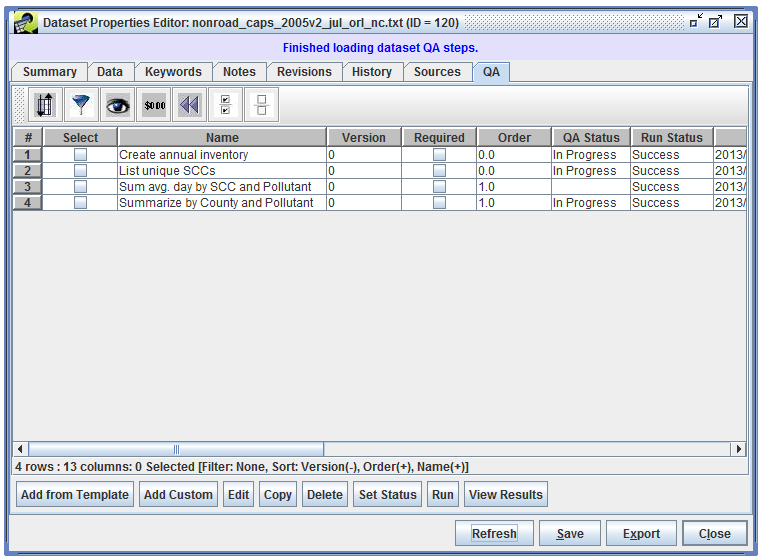 Dataset Properties Editor: nonroad_caps_2005v2_jul_orl_nc.txt (ID = 120)
Finished loading dataset QA steps.
Summary Data Keywords Notes Revisions History Sources QA
$0.00
# Select Name Version Required Order QA Status Run Status
1 Create annual inventory 0 0.0 In Progress Success 2013/
2 List unique SCCs 0 0.0 In Progress Success 2013/
3 Sum avg. day by SCC and Pollutant 0 1.0 Success 2013/
4 Summarize by County and Pollutant 0 1.0 In Progress Success 2013/
4 rows : 13 columns: 0 Selected [Filter: None, Sort: Version(-), Order(+), Name(+)]
Add from Template Add Custom Edit Copy Delete Set Status Run View Results
Refresh Save Export Close